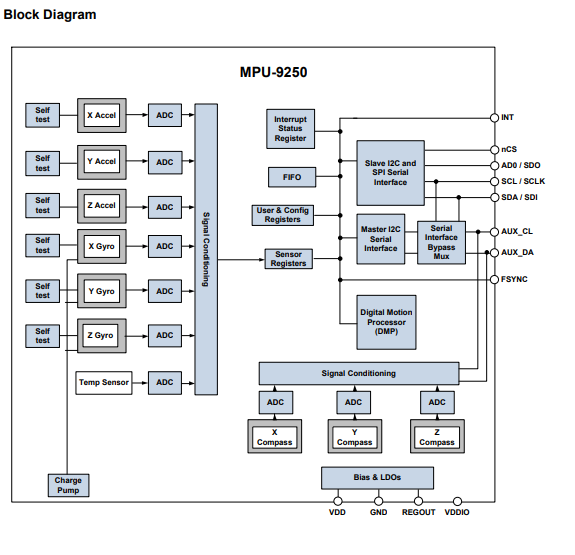 Block Diagram
MPU-9250
Self
test
X Accel
ADC
Self
test
Y Accel
ADC
Self
test
Z Accel
ADC
Self
test
X Gyro
ADC
Self
test
Y Gyro
ADC
Self
test
Z Gyro
ADC
Temp Sensor
ADC
Charge
Pump
Signal Conditioning
Interrupt
Status
Register
FIFO
User & Config
Registers
Sensor
Registers
Slave I2C and
SPI Serial
Interface
Master I2C
Serial
Interface
Serial
Interface
Bypass
Mux
Digital Motion
Processor
(DMP)
Signal Conditioning
ADC
ADC
ADC
X
Compass
Y
Compass
Z
Compass
Bias & LDOs
INT
nCS
AD0 / SDO
SCL / SCLK
SDA / SDI
AUX_CL
AUX_DA
FSYNC
VDD
GND
REGOUT
VDDIO